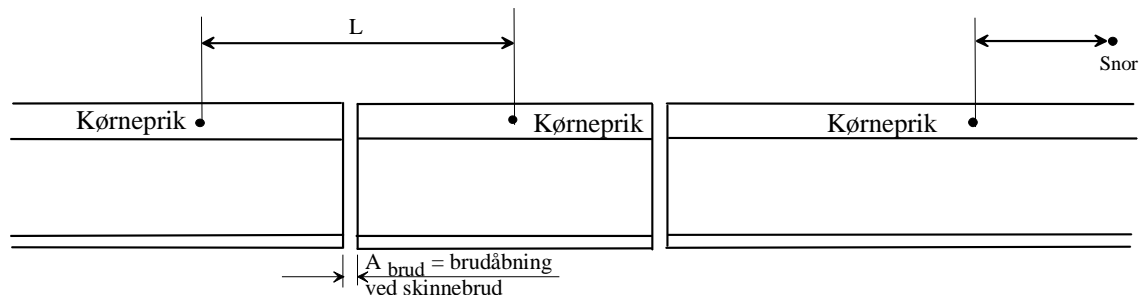 L
Snor
Kørneprik
Kørneprik
Kørneprik
A brud = brudåbning
ved skinnebrud